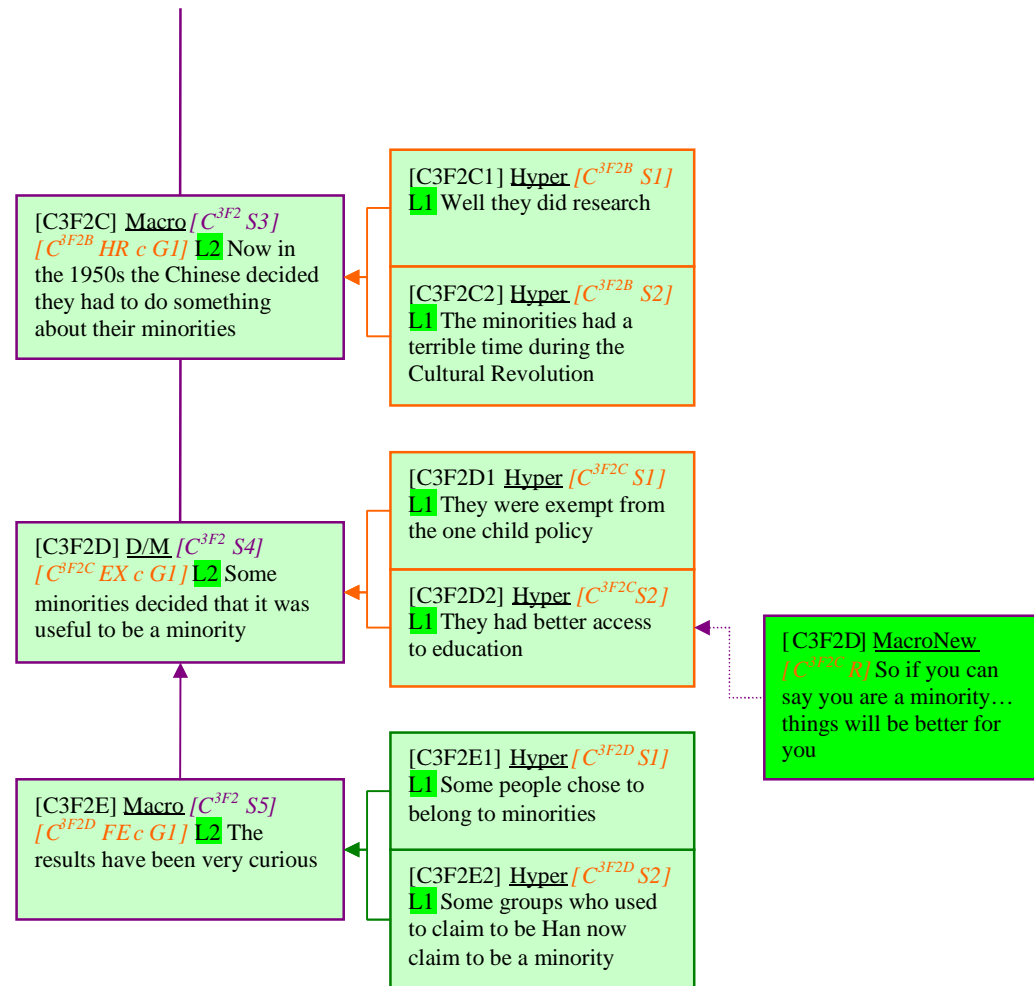 [C3F2C] Macro [C3F2 S3]
[C3F2B HR c G1] L2 Now in
the 1950s the Chinese decided
they had to do something
about their minorities
[C3F2C1] Hyper [C3F2B S1]
L1 Well they did research
[C3F2C2] Hyper [C3F2B S2]
L1 The minorities had a
terrible time during the
Cultural Revolution
[C3F2D] D/M [C3F2 S4]
[C3F2C EX c G1] L2 Some
minorities decided that it was
useful to be a minority
[C3F2D1 Hyper [C3F2C S1]
L1 They were exempt from
the one child policy
[C3F2D2] Hyper [C3F2C S2]
L1 They had better access
to education
[C3F2D] MacroNew
[C3F2C R] So if you can
say you are a minority…
things will be better for
you
[C3F2E] Macro [C3F2 S5]
[C3F2D FE c G1] L2 The
results have been very curious
[C3F2E1] Hyper [C3F2D S1]
L1 Some people chose to
belong to minorities
[C3F2E2] Hyper [C3F2D S2]
L1 Some groups who used
to claim to be Han now
claim to be a minority